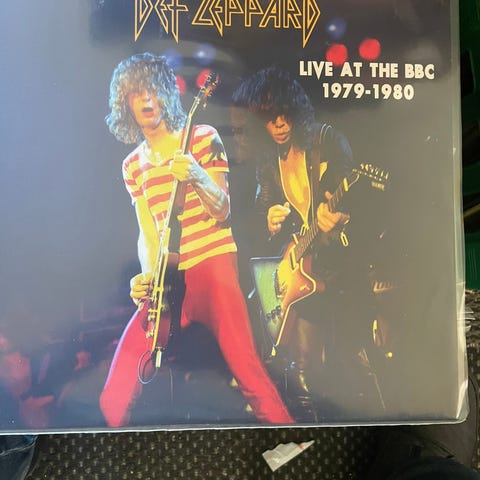 DEF LEPPARD
LIVE AT THE BBC
1979-1980